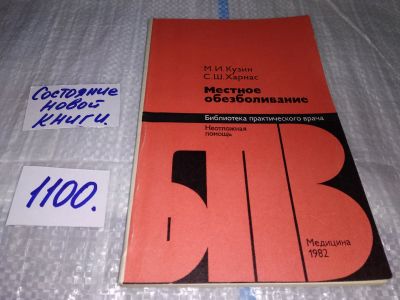 Состояние
новой
книги.
1100.
М. И. Кузин
С. Ш. Харнас
Местное
обезболивание
Библиотека практического врача
Неотложная
помощь
БПВ
Медицина
1982